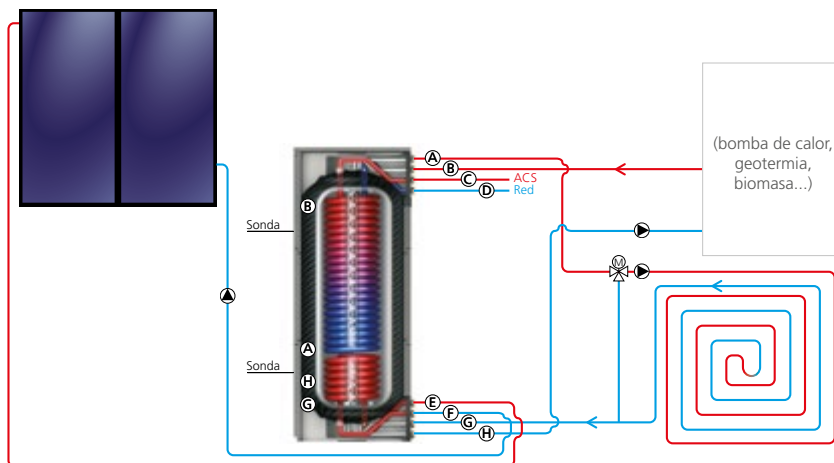 A
B
C
ACS
D
Red
(bomba de calor,
geotermia,
biomasa...)
B
Sonda
M
A
Sonda
H
G
E
F
G
H